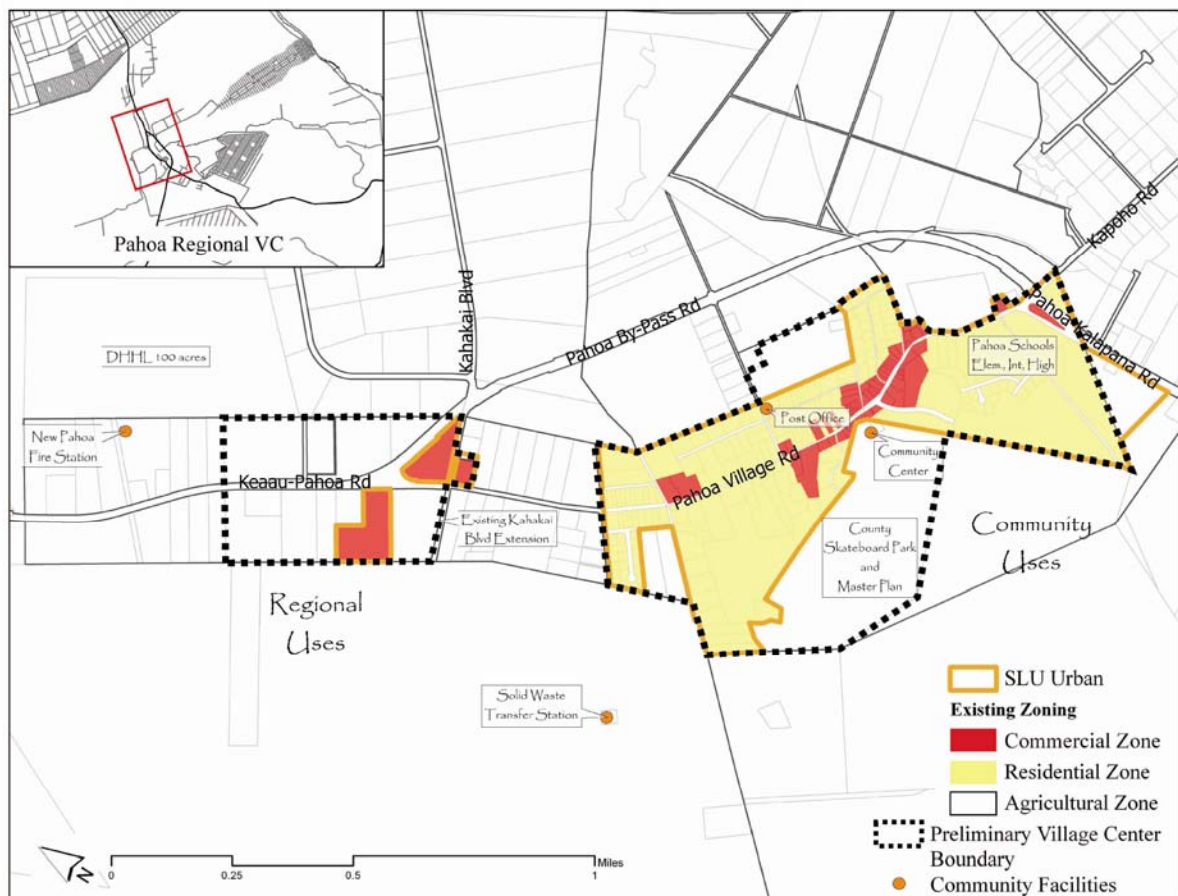 Pahoa Regional VC
Kahakai Blvd
Pahoa By-Pass Rd
Kapoho Rd
Pahoa Kalapana Rd
DHHL 100 acres
Pahoa Schools
Elem., Int, High
New Pahoa
Fire Station
Post Office
Community
Center
Keaau-Pahoa Rd
Pahoa Village Rd
Existing Kahakai
Blvd Extension
County
Skateboard Park
and
Master Plan
Community
Uses
Regional
Uses
Solid Waste
Transfer Station
SLU Urban
Existing Zoning
Commercial Zone
Residential Zone
Agricultural Zone
Preliminary Village Center
Boundary
Community Facilities
N
0 0.25 0.5 1
Miles